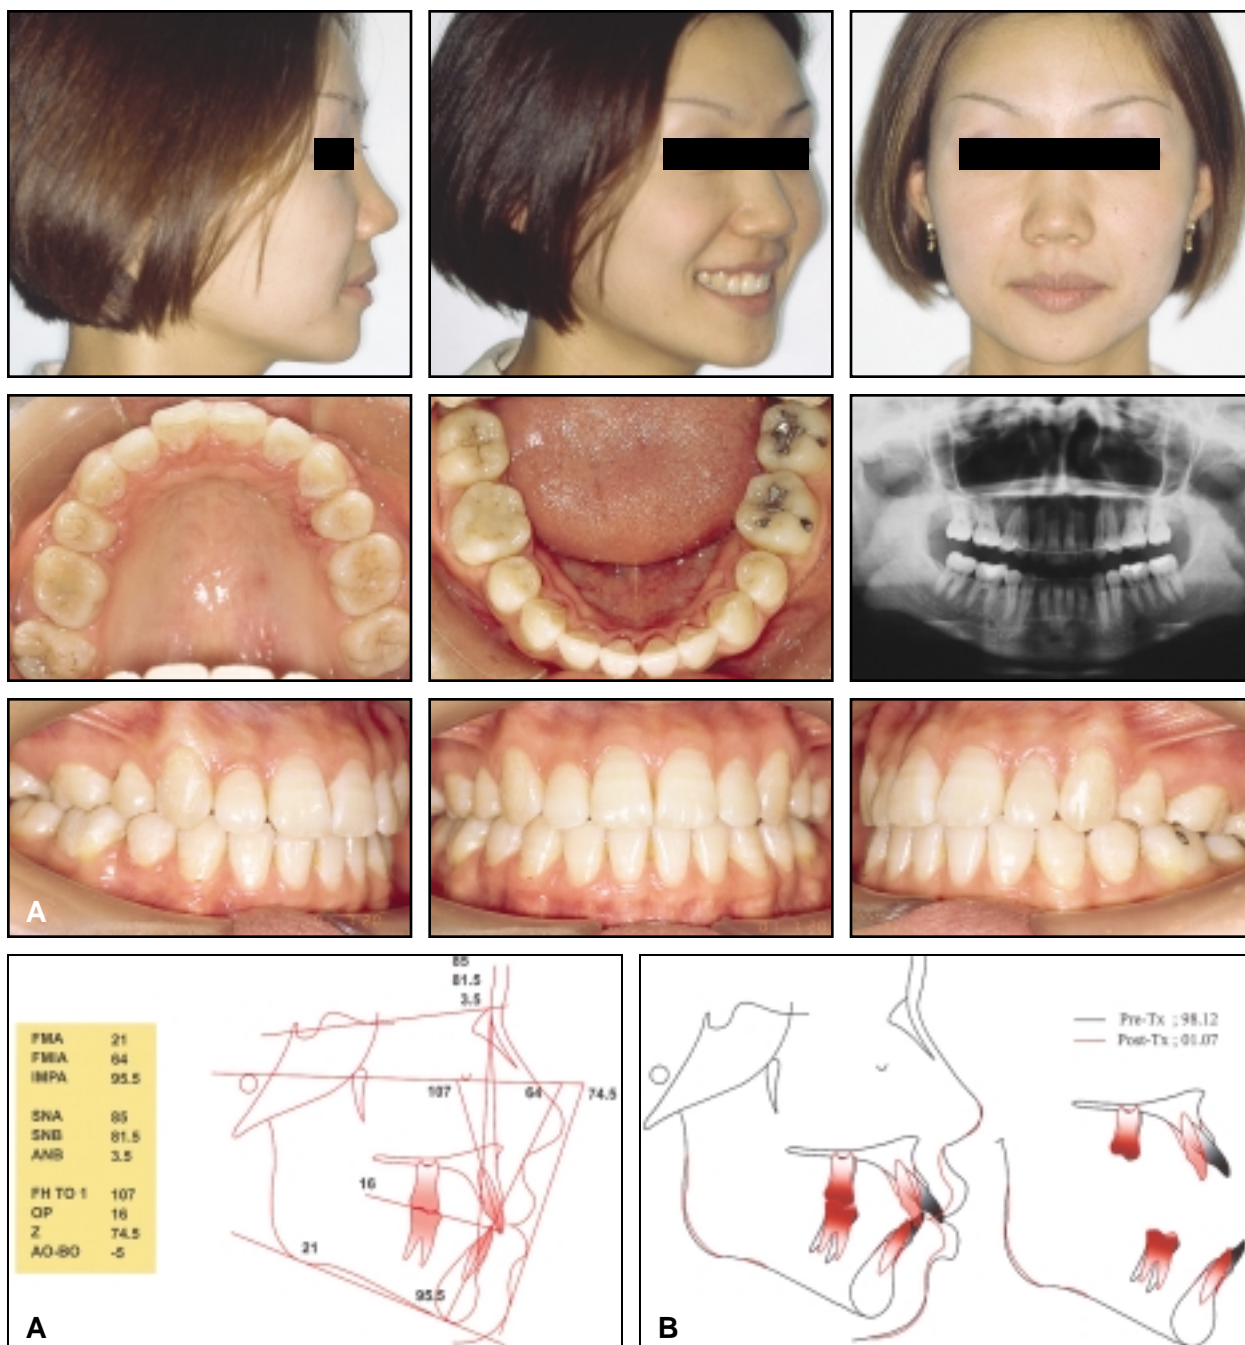 A
85
81.5
3.5
FMA 21
FMIA 64
IMPA 95.5
SNA 85
SNB 81.5
ANB 3.5
FH TO 1 107
OP 16
Z 74.5
AO-BO -5
107
64
74.5
16
21
95.5
A
Pre-Tx ; 98.12
Post-Tx ; 01.07
B